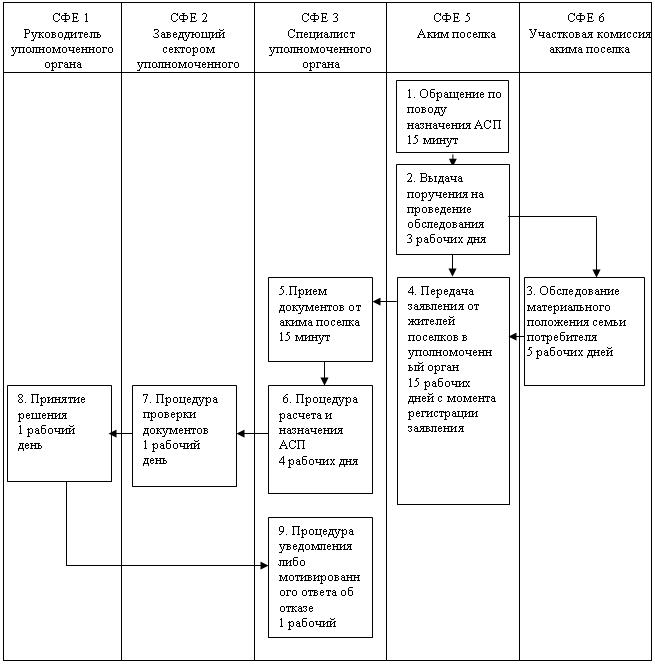 СФЕ 1
Руководитель
уполномоченного
органа
СФЕ 2
Заведующий
сектором
уполномоченного
СФЕ 3
Специалист
уполномоченного
органа
СФЕ 5
Аким поселка
СФЕ 6
Участковая комиссия
акима поселка
1. Обращение по
поводу
назначения АСП
15 минут
2. Выдача
поручения на
проведение
обследования
3 рабочих дня
3. Обследование
материального
положения семьи
потребителя
5 рабочих дней
4. Передача
заявления от
жителей
поселков в
уполномочен
ный орган
15 рабочих
дней с момента
регистрации
заявления
5.Прием
документов от
акима поселка
15 минут
6. Процедура
расчета и
назначения
АСП
4 рабочих дня
7. Процедура
проверки
документов
1 рабочий
день
8. Принятие
решения
1 рабочий
день
9. Процедура
уведомления
либо
мотивированн
ого ответа об
отказе
1 рабочий